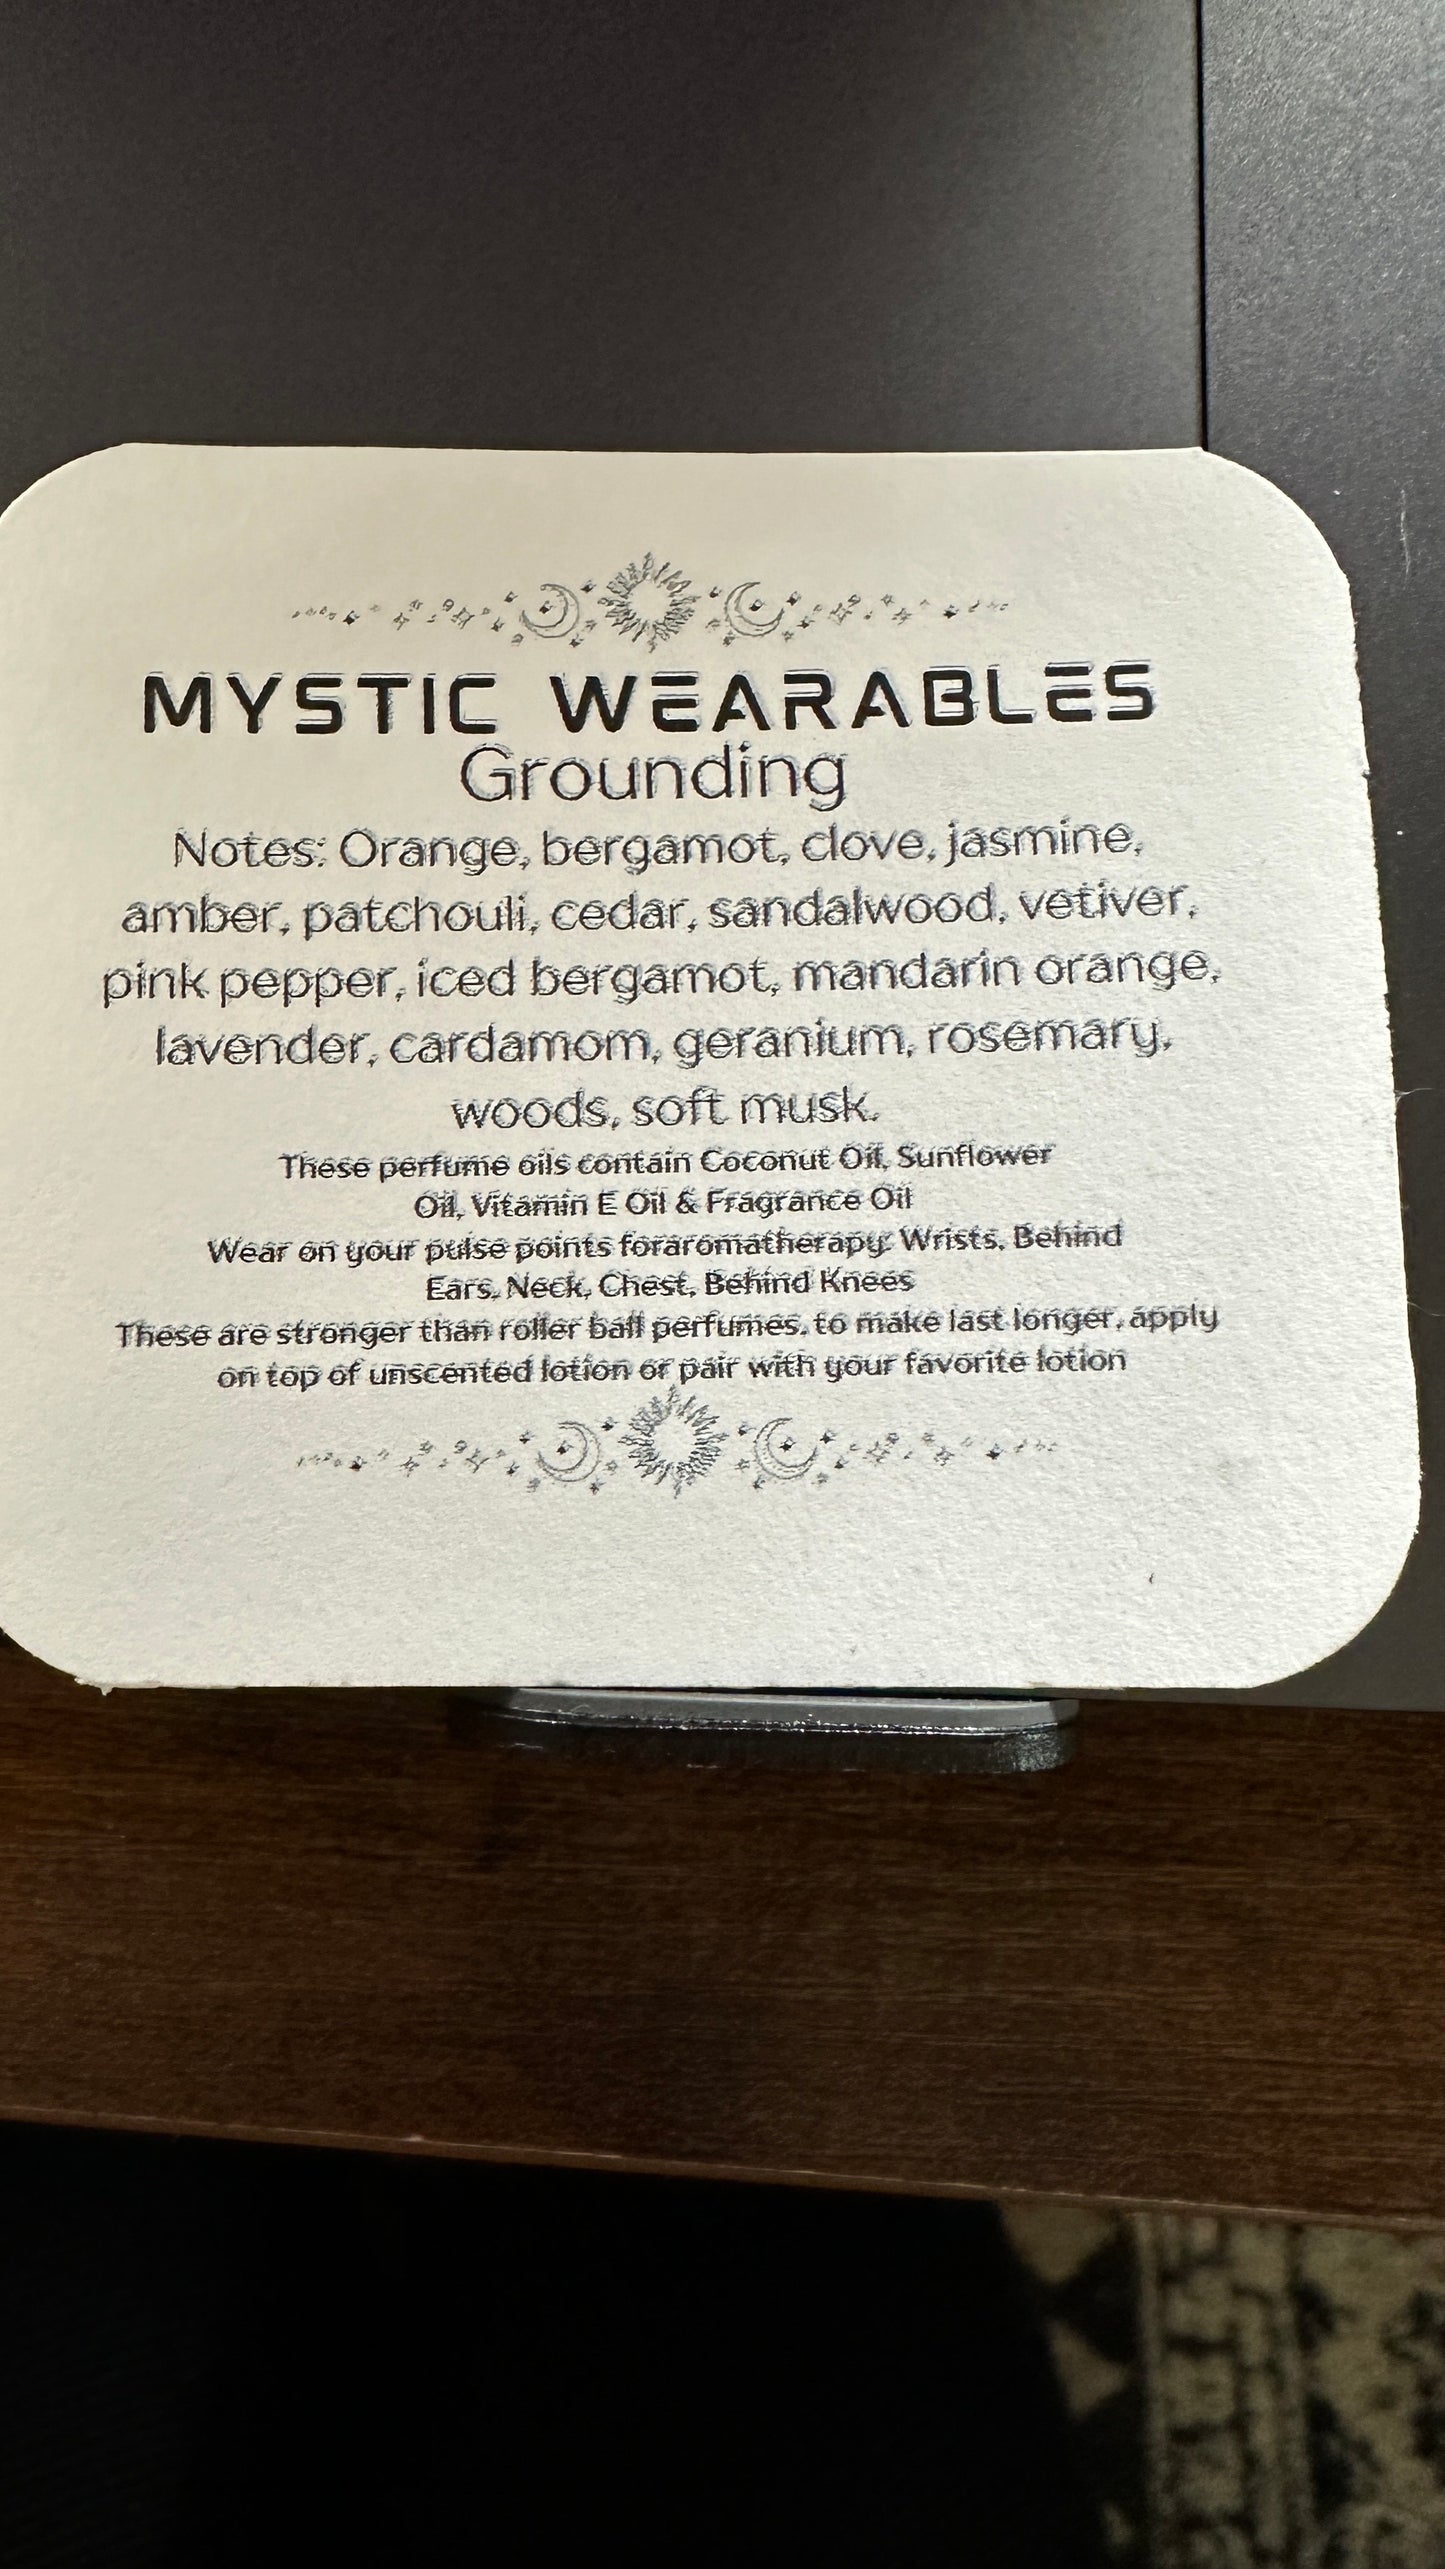 MYSTIC WEARABLES
Grounding
Notes: Orange, bergamot, clove, jasmine,
amber, patchouli, cedar, sandalwood, vetiver,
pink pepper, iced bergamot, mandarin orange,
lavender, cardamom, geranium, rosemary,
woods, soft musk.
These perfume oils contain Coconut Oil, Sunflower
Oil, Vitamin E Oil & Fragrance Oil
Wear on your pulse points foraromatherapy: Wrists, Behind
Ears, Neck, Chest, Behind Knees
These are stronger than roller ball perfumes, to make last longer, apply
on top of unscented lotion or pair with your favorite lotion